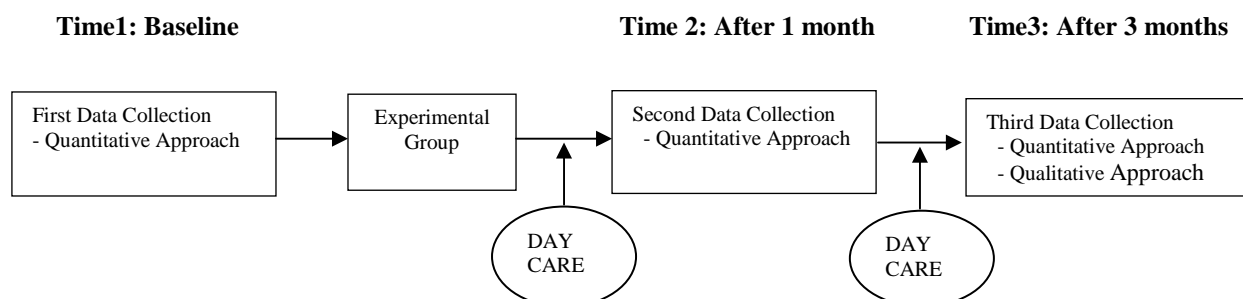 Time1: Baseline
Time 2: After 1 month
Time3: After 3 months
First Data Collection
- Quantitative Approach
Experimental
Group
Second Data Collection
- Quantitative Approach
Third Data Collection
- Quantitative Approach
- Qualitative Approach
DAY
CARE
DAY
CARE